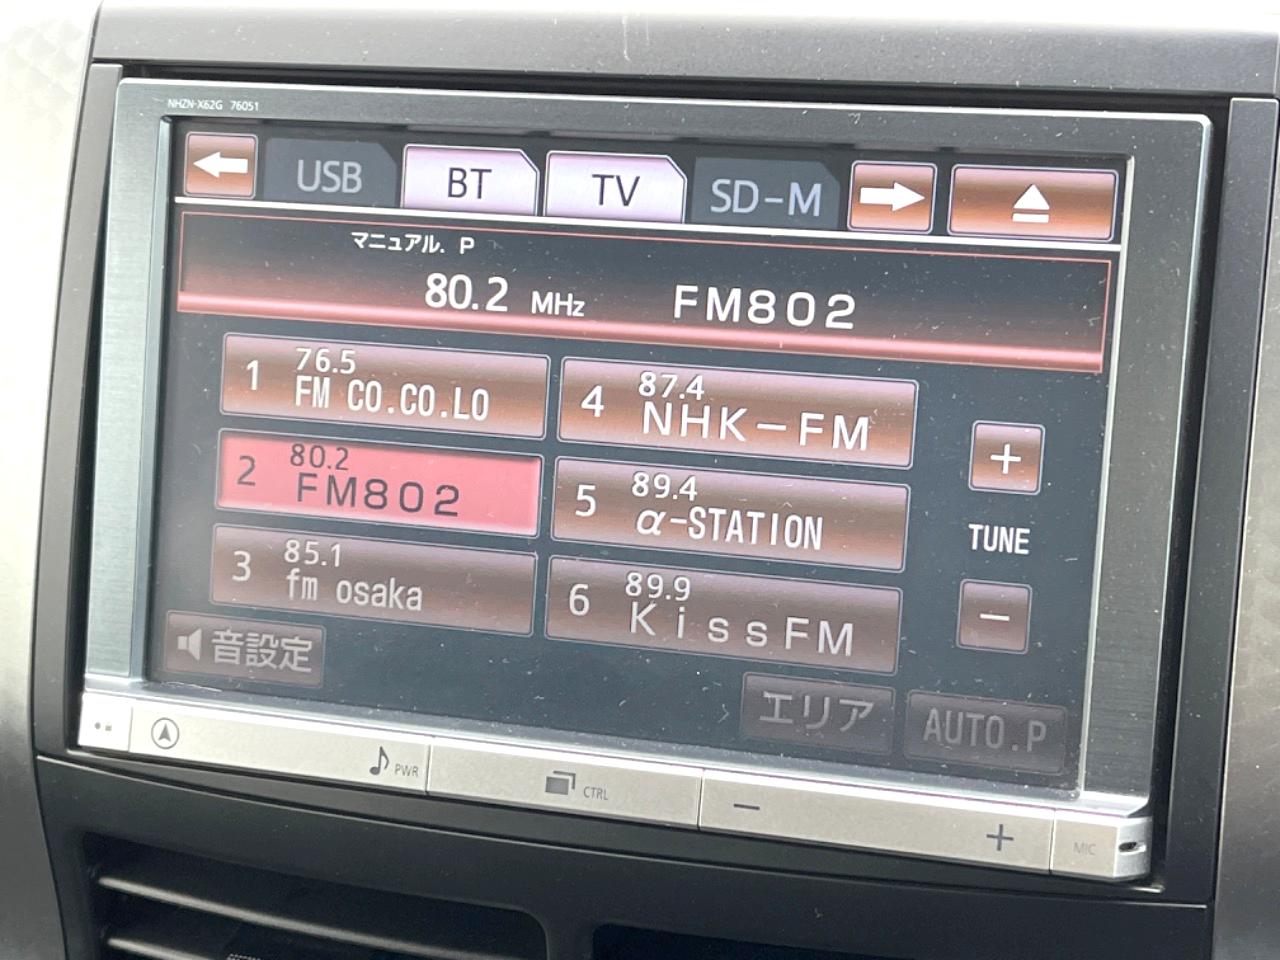 NHZN-X62G 76051
USB BT TV SD-M
マニュアル. P
80.2 MHz FM802
1 76.5 FM CO.CO.LO
2 80.2 FM802
3 85.1 fm osaka
4 87.4 NHK-FM
5 89.4 α-STATION
6 89.9 KissFM
+
TUNE
-
音設定
エリア AUTO.P
PWR CTRL - + MIC